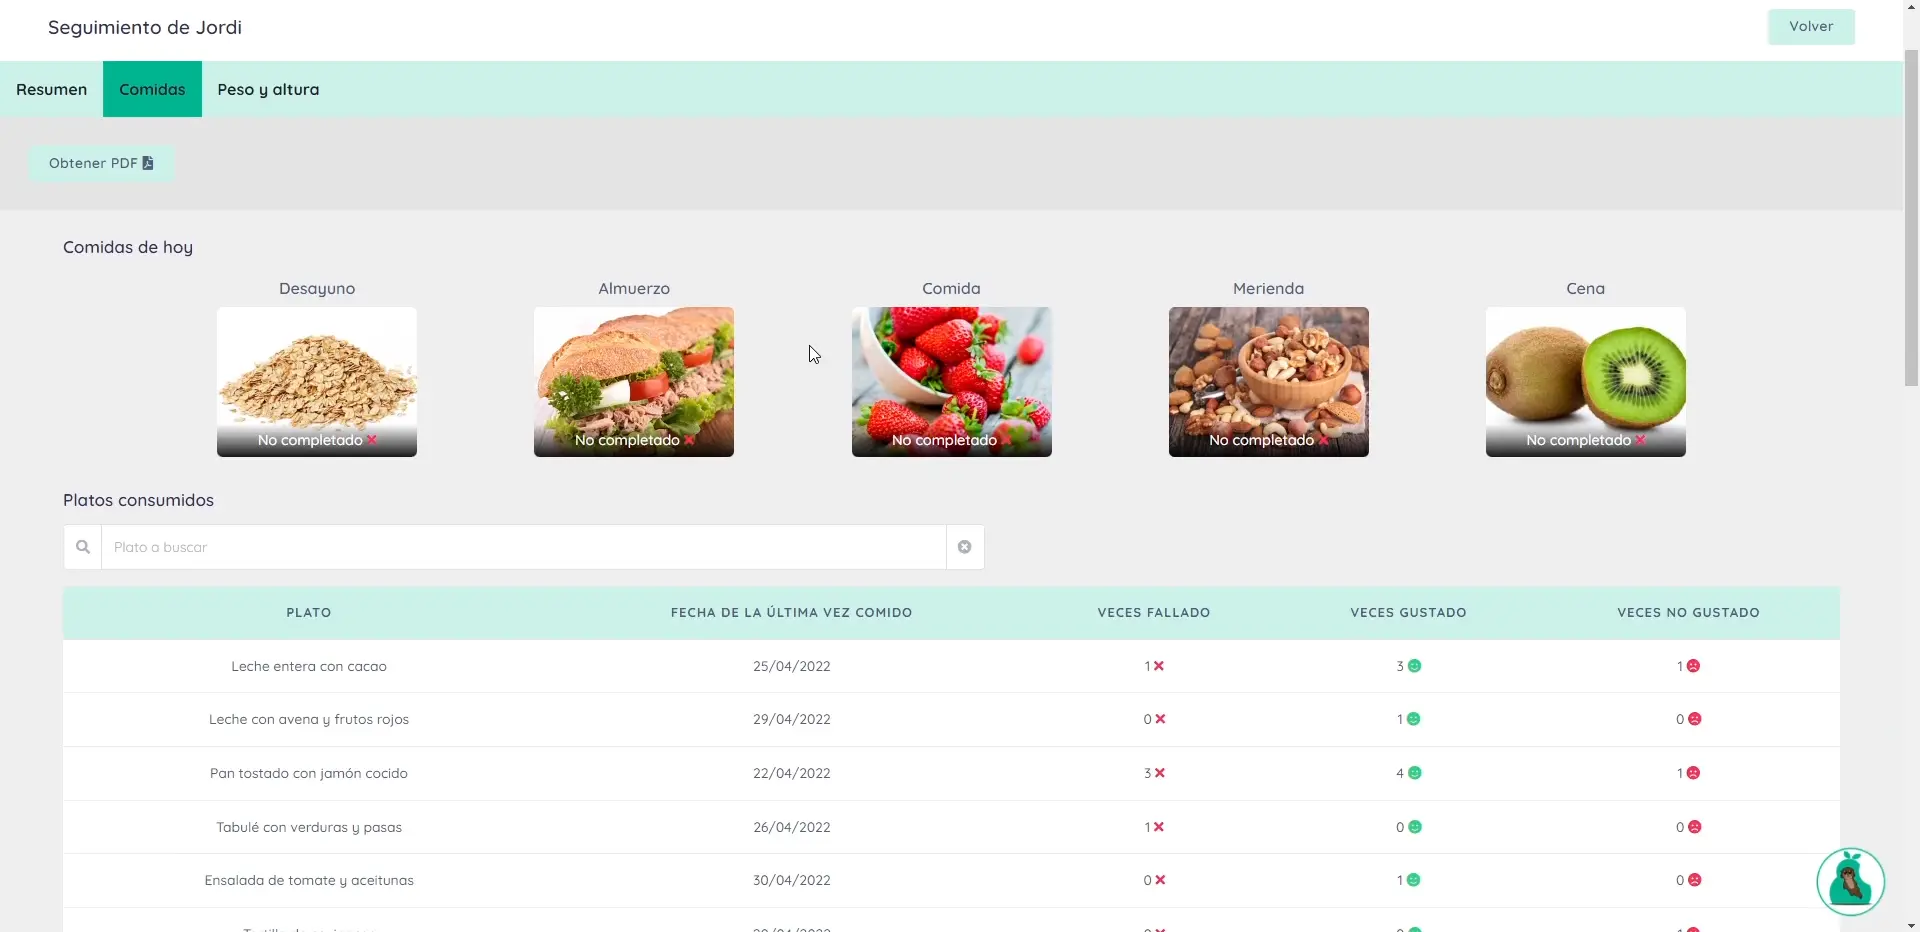 Seguimiento de Jordi
Volver
Resumen Comidas Peso y altura
Obtener PDF
Comidas de hoy
Desayuno Almuerzo Comida Merienda Cena
No completado No completado No completado No completado No completado
Platos consumidos
Plato a buscar
PLATO FECHA DE LA ÚLTIMA VEZ COMIDO VECES FALLADO VECES GUSTADO VECES NO GUSTADO
Leche entera con cacao 25/04/2022 1 3 1
Leche con avena y frutos rojos 29/04/2022 0 1 0
Pan tostado con jamón cocido 22/04/2022 3 4 1
Tabulé con verduras y pasas 26/04/2022 1 0 0
Ensalada de tomate y aceitunas 30/04/2022 0 1 0